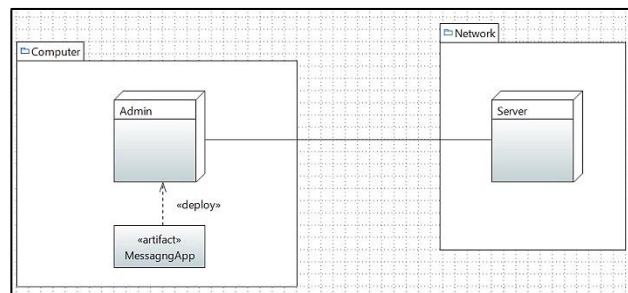 Computer
Network
Admin
Server
«deploy»
«artifact»
MessagngApp